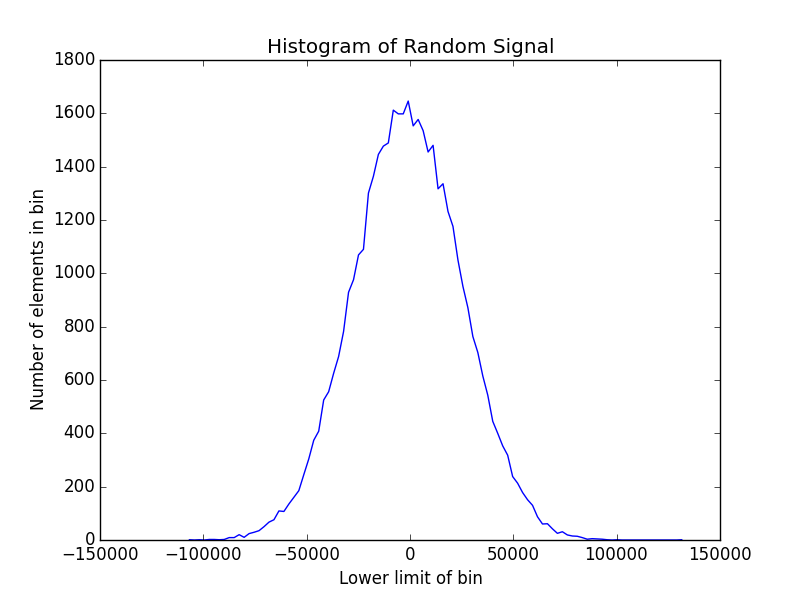 Histogram of Random Signal
1800
1600
1400
1200
1000
800
600
400
200
0
−150000 −100000 −50000 0 50000 100000 150000
Lower limit of bin
Number of elements in bin